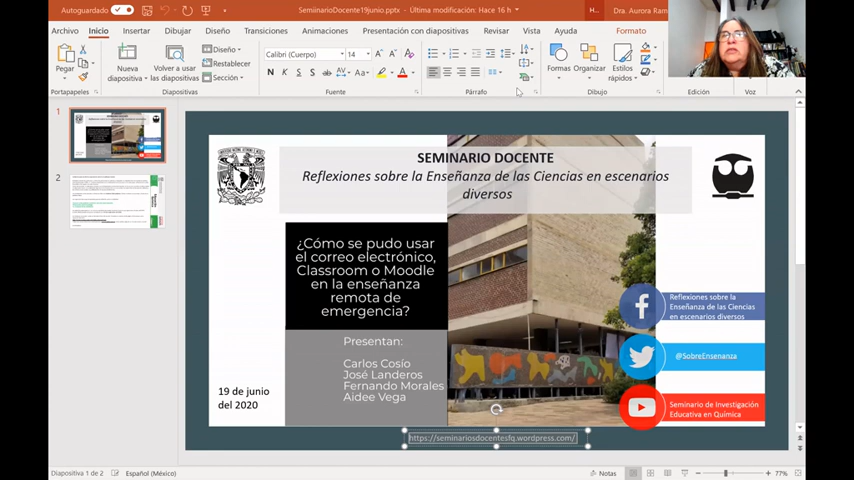 Autoguardado
SeminarioDocente19junio.pptx - Última modificación: Hace 16 h
H...
Dra. Aurora Ram
Archivo Inicio Insertar Dibujar Diseño Transiciones Animaciones Presentación con diapositivas Revisar Vista Ayuda Formato
Pegar
Nueva diapositiva
Volver a usar las diapositivas
Diseño
Restablecer
Sección
Calibri (Cuerpo) 14
N K S S ab AV Aa A
Formas Organizar Estilos rápidos
Portapapeles Diapositivas Fuente Párrafo Dibujo Edición Voz
1
2
SEMINARIO DOCENTE
Reflexiones sobre la Enseñanza de las Ciencias en escenarios
diversos
¿Cómo se pudo usar
el correo electrónico,
Classroom o Moodle
en la enseñanza
remota de
emergencia?
Presentan:
Carlos Cosío
José Landeros
Fernando Morales
Aidee Vega
19 de junio
del 2020
Reflexiones sobre la
Enseñanza de las Ciencias
en escenarios diversos
@SobreEnsenanza
Seminario de Investigación
Educativa en Química
https://seminariosdocentesfq.wordpress.com/
Diapositiva 1 de 2 Español (México) Notas 77%